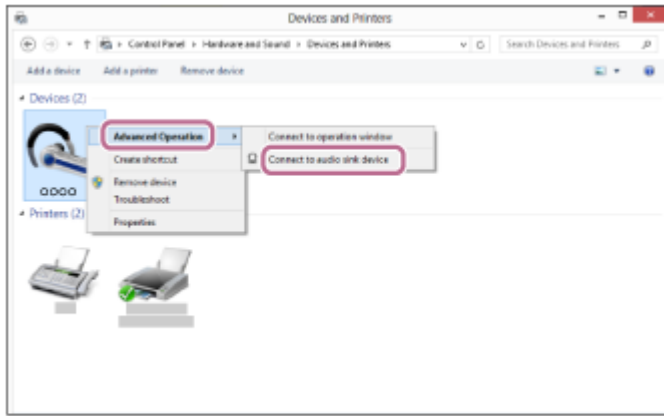 Devices and Printers
Control Panel > Hardware and Sound > Devices and Printers
Search Devices and Printers
Add a device Add a printer Remove device
Devices (2)
Advanced Operation
Connect to operation window
Create shortcut
Connect to audio sink device
Remove device
Troubleshoot
OOOO
Printers (2)
Properties